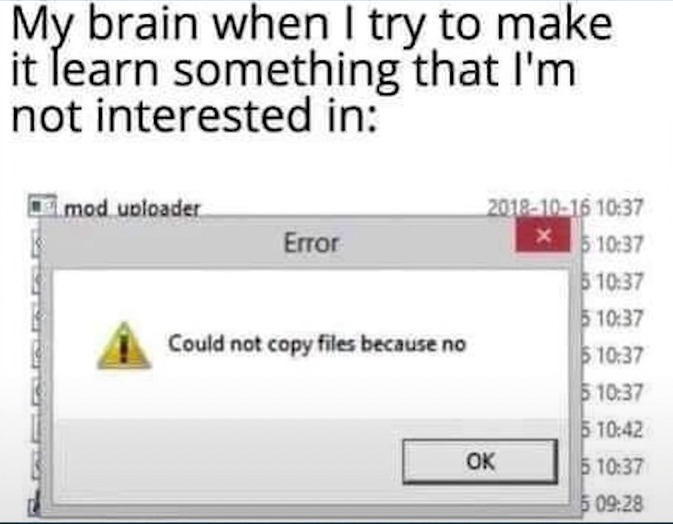 My brain when I try to make
it learn something that I'm
not interested in:
mod_uploader 2018-10-16 10:37
Error
5 10:37
5 10:37
Could not copy files because no
5 10:37
5 10:37
5 10:37
5 10:42
OK
5 10:37
5 09:28